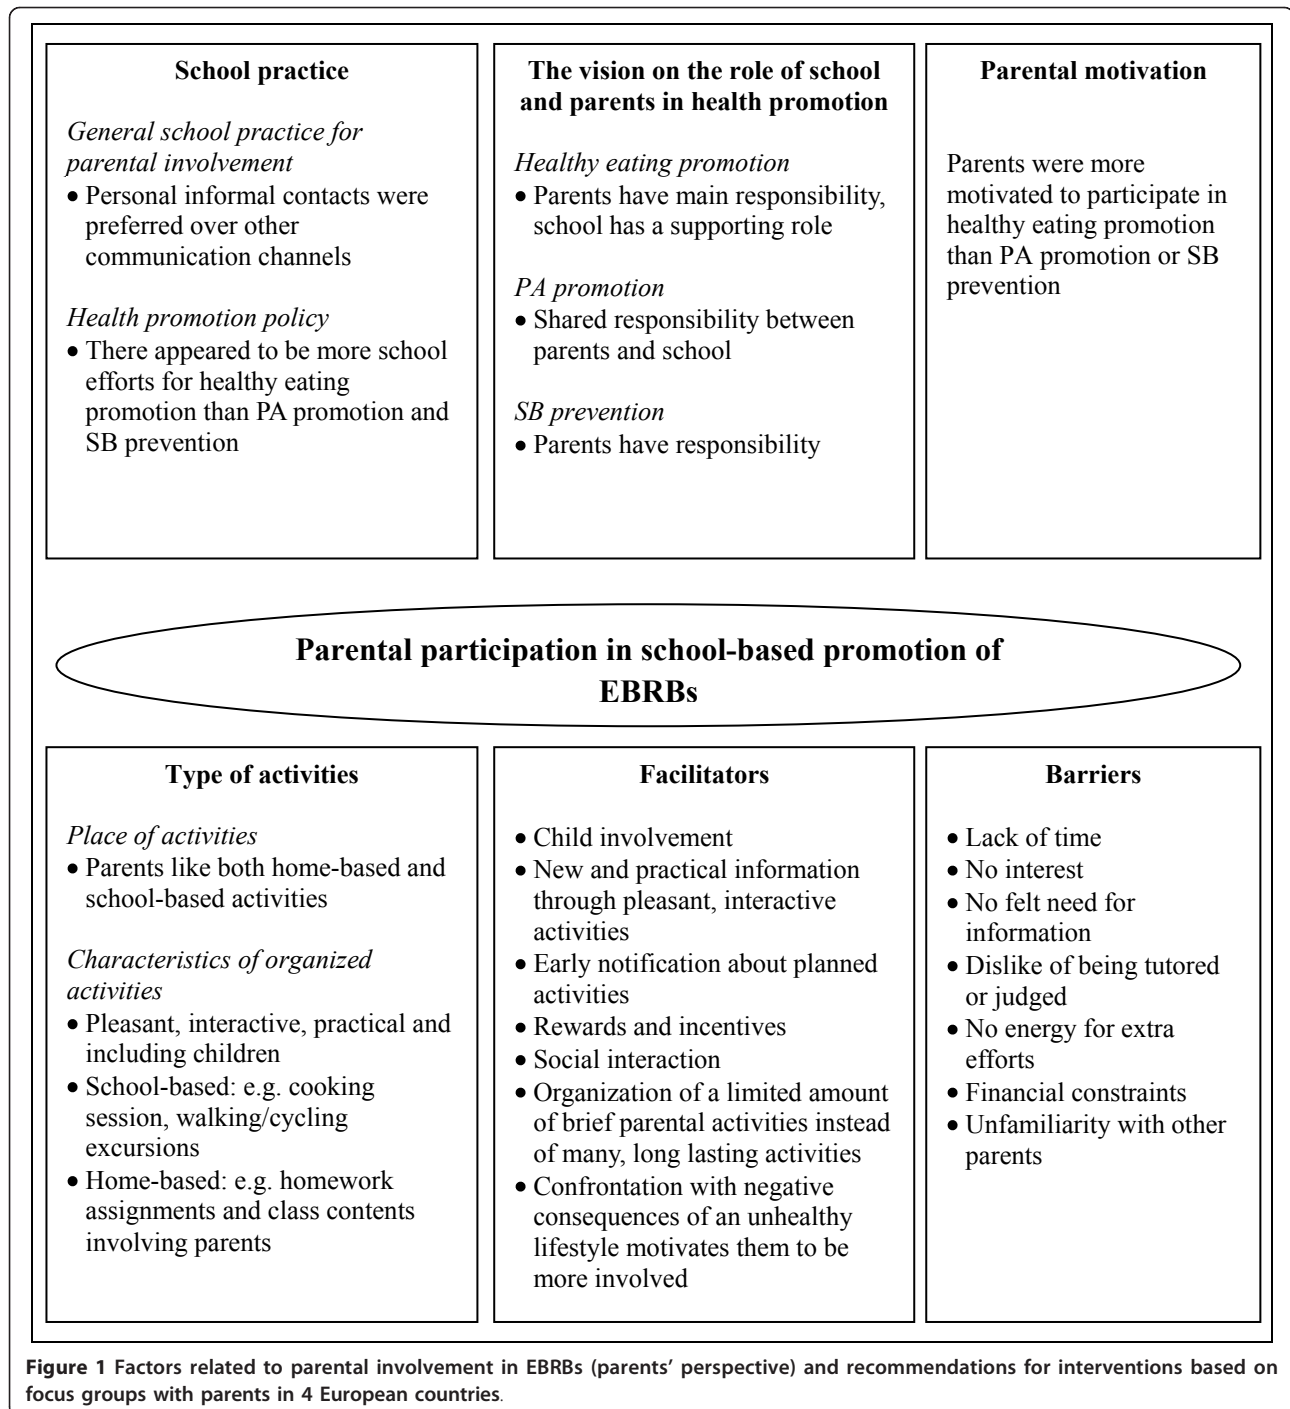 School practice
General school practice for
parental involvement
• Personal informal contacts were
preferred over other
communication channels
Health promotion policy
• There appeared to be more school
efforts for healthy eating
promotion than PA promotion and
SB prevention
The vision on the role of school
and parents in health promotion
Healthy eating promotion
• Parents have main responsibility,
school has a supporting role
PA promotion
• Shared responsibility between
parents and school
SB prevention
• Parents have responsibility
Parental motivation
Parents were more
motivated to participate in
healthy eating promotion
than PA promotion or SB
prevention
Parental participation in school-based promotion of
EBRBs
Type of activities
Place of activities
• Parents like both home-based and
school-based activities
Characteristics of organized
activities
• Pleasant, interactive, practical and
including children
• School-based: e.g. cooking
session, walking/cycling
excursions
• Home-based: e.g. homework
assignments and class contents
involving parents
Facilitators
• Child involvement
• New and practical information
through pleasant, interactive
activities
• Early notification about planned
activities
• Rewards and incentives
• Social interaction
• Organization of a limited amount
of brief parental activities instead
of many, long lasting activities
• Confrontation with negative
consequences of an unhealthy
lifestyle motivates them to be
more involved
Barriers
• Lack of time
• No interest
• No felt need for
information
• Dislike of being tutored
or judged
• No energy for extra
efforts
• Financial constraints
• Unfamiliarity with other
parents
Figure 1 Factors related to parental involvement in EBRBs (parents' perspective) and recommendations for interventions based on
focus groups with parents in 4 European countries.